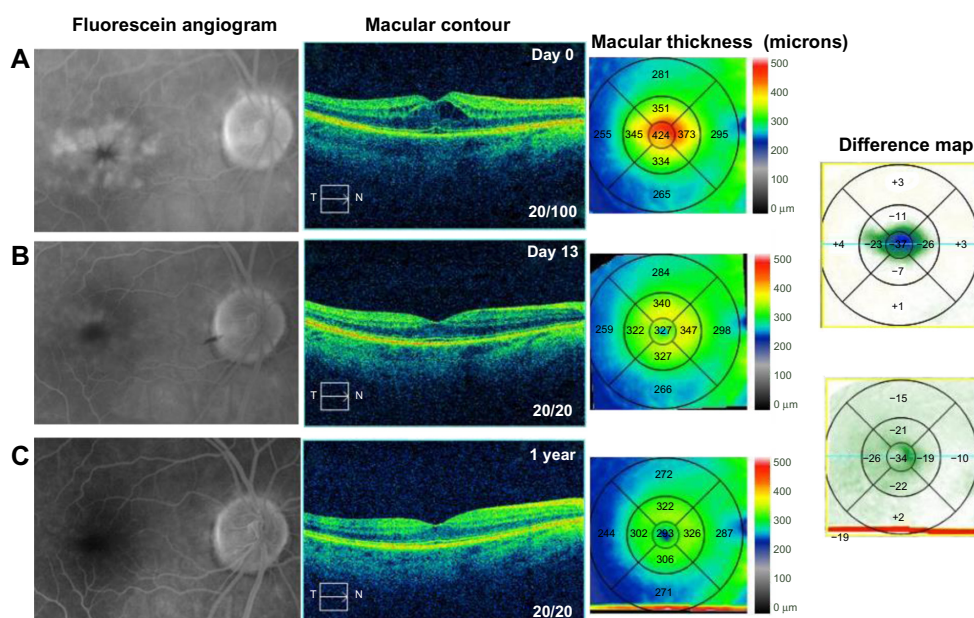 Fluorescein angiogram
Macular contour
Macular thickness (microns)
Difference map
A
Day 0
T N
20/100
281
351
255 345 424 373 295
334
265
500
400
300
200
100
0 µm
+3
−11
+4 −23 −37 −26 +3
−7
+1
B
Day 13
T N
20/20
284
340
259 322 327 347 298
327
266
500
400
300
200
100
0 µm
−15
−21
−26 −34 −19 −10
−22
+2
−19
C
1 year
T N
20/20
272
322
244 302 293 326 287
306
271
500
400
300
200
100
0 µm